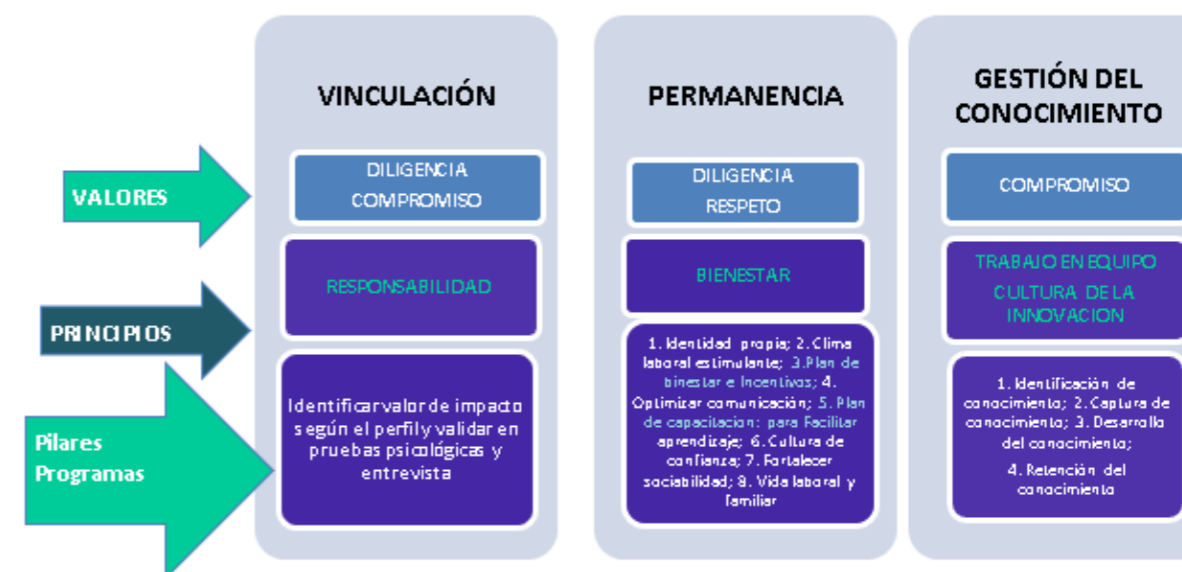 VINCULACIÓN
PERMANENCIA
GESTIÓN DEL
CONOCIMIENTO
VALORES
DILIGENCIA
COMPROMISO
DILIGENCIA
RESPETO
COMPROMISO
PRINCIPIOS
RESPONSABILIDAD
BIENESTAR
TRABAJO EN EQUIPO
CULTURA DE LA
INNOVACION
Pilares
Programas
Identificar valor de impacto
según el perfil y validar en
pruebas psicológicas y
entrevista
1. Identidad propia; 2. Clima
laboral estimulante; 3.Plan de
binestar e Incentivos; 4.
Optimizar comunicación; 5. Plan
de capacitacion: para Facilitar
aprendizaje; 6. Cultura de
confianza; 7. Fortalecer
sociabilidad; 8. Vida laboral y
familiar
1. Identificación de
conocimiento; 2. Captura de
conocimiento; 3. Desarrollo
del conocimiento;
4. Retención del
conocimiento